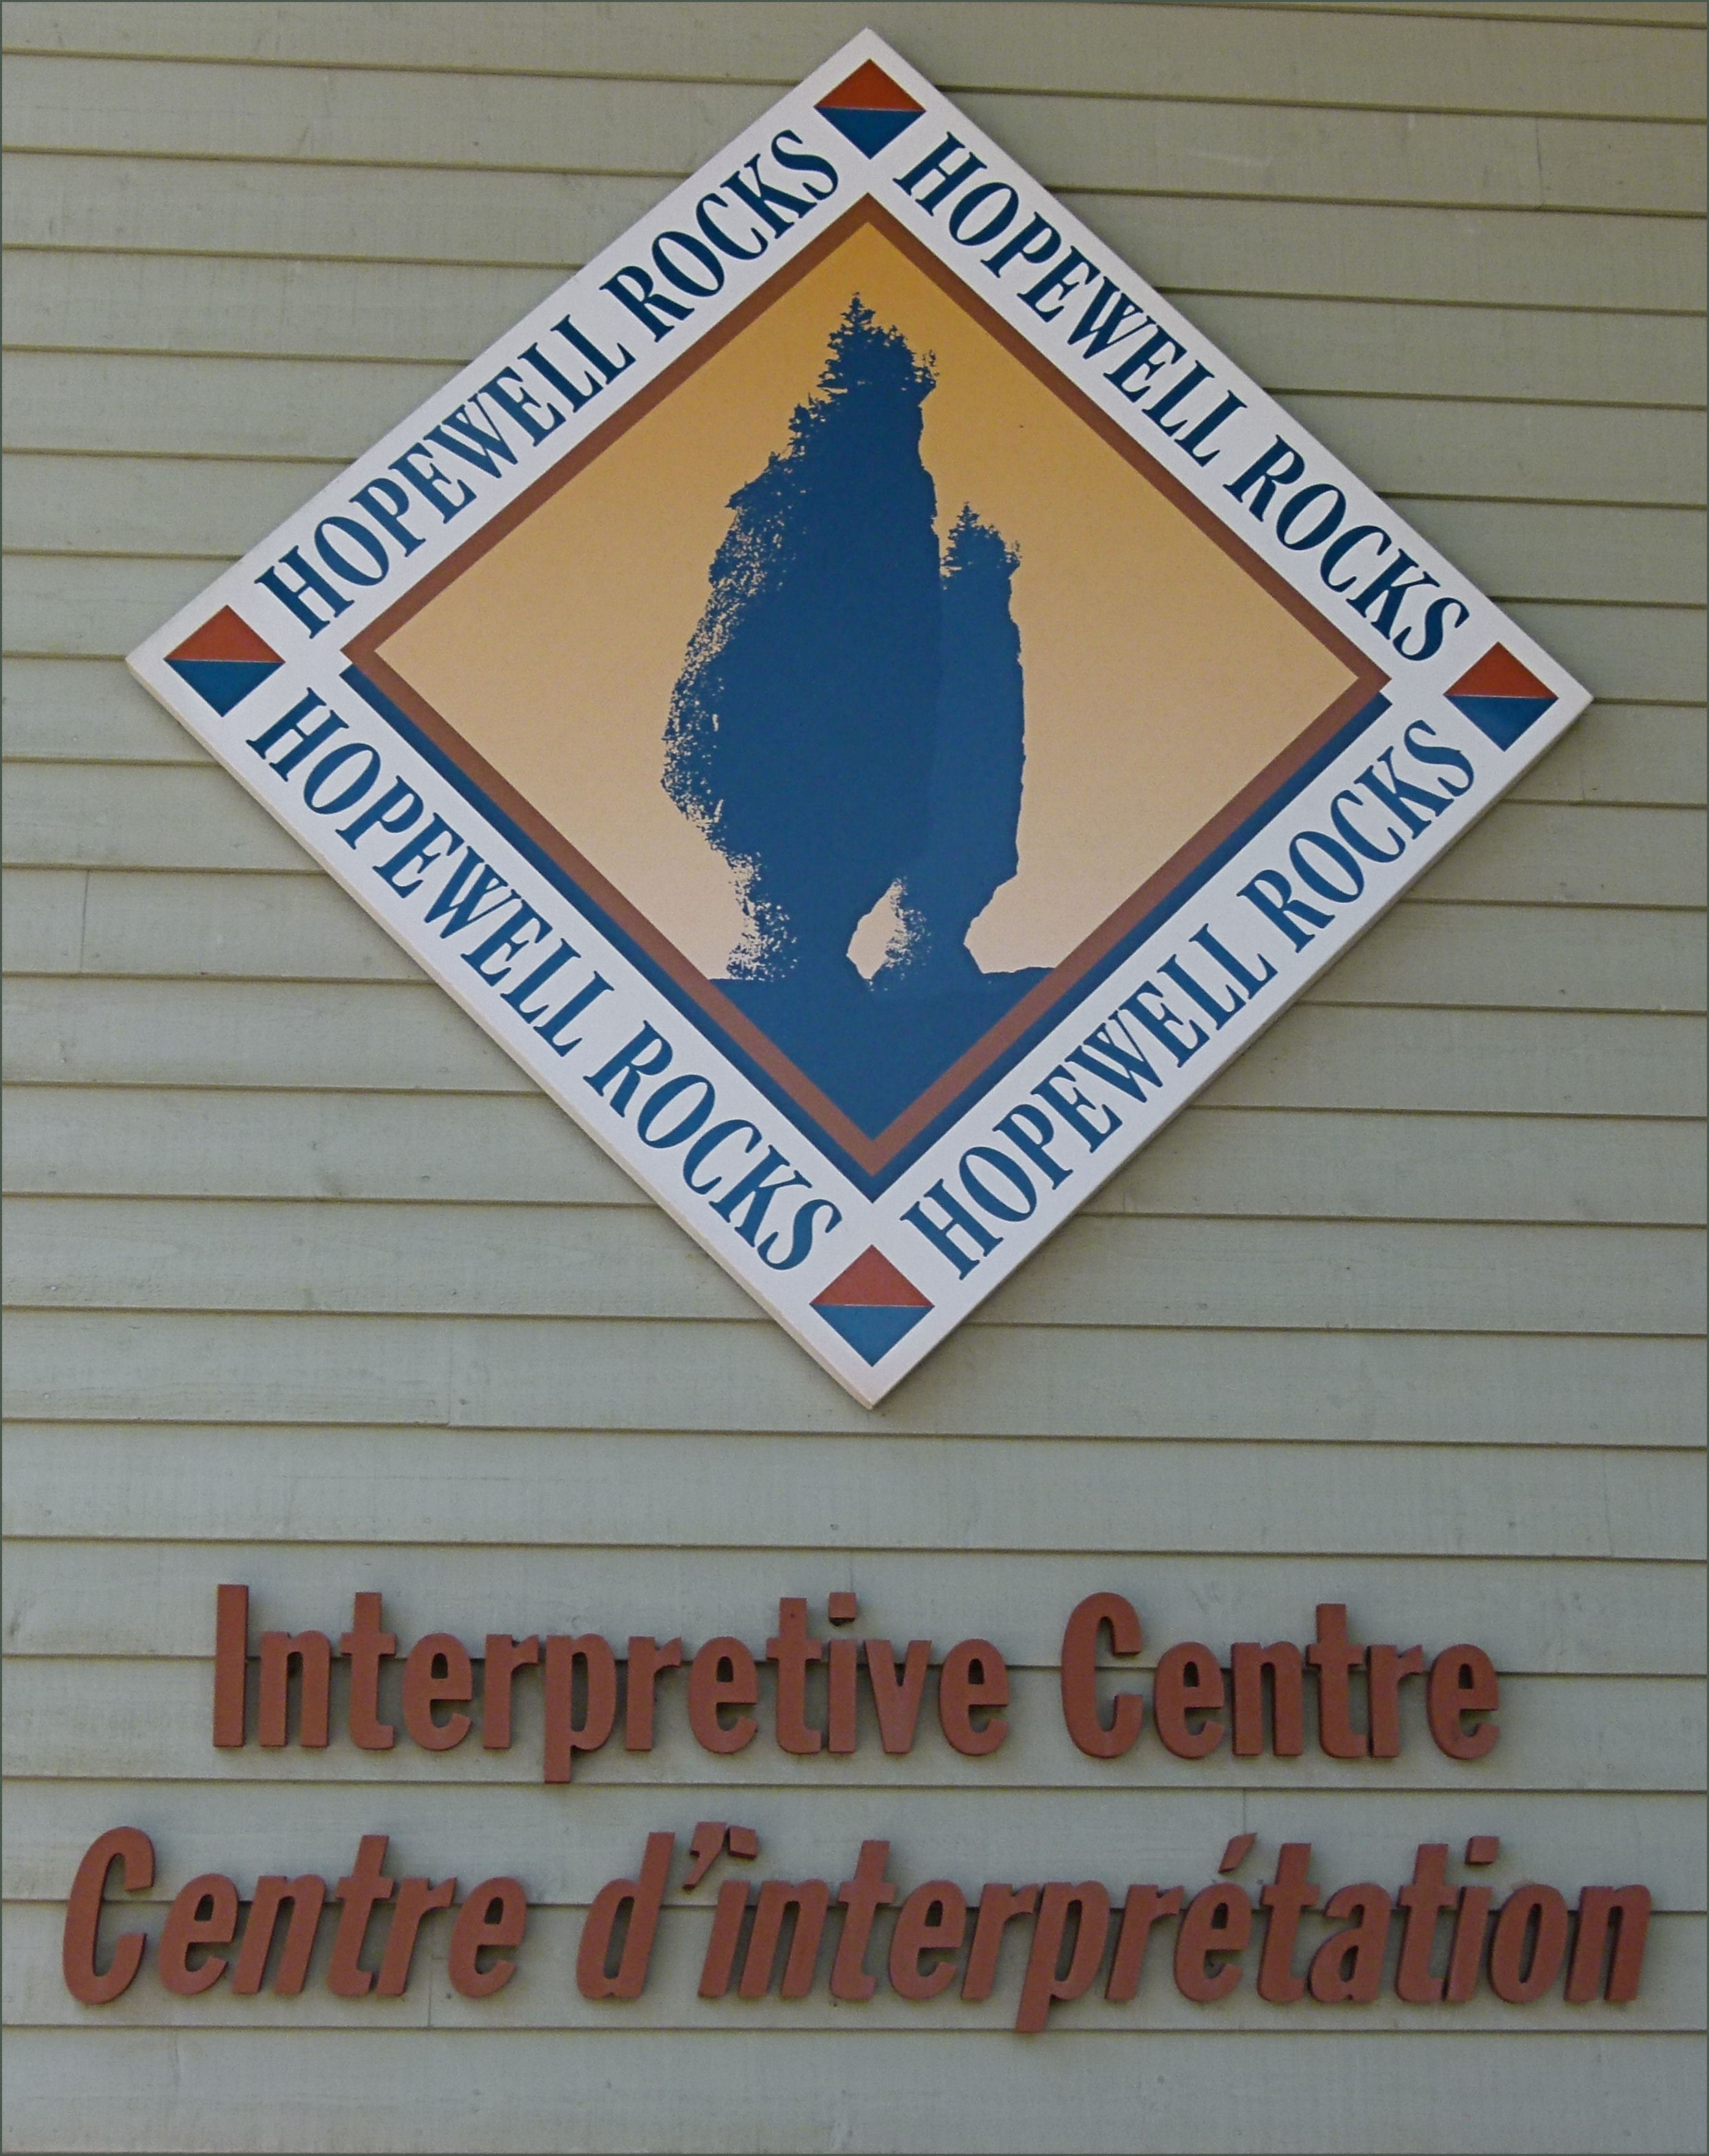 HOPEWELL ROCKS
HOPEWELL ROCKS
HOPEWELL ROCKS
HOPEWELL ROCKS
Interpretive Centre
Centre d'interprétation